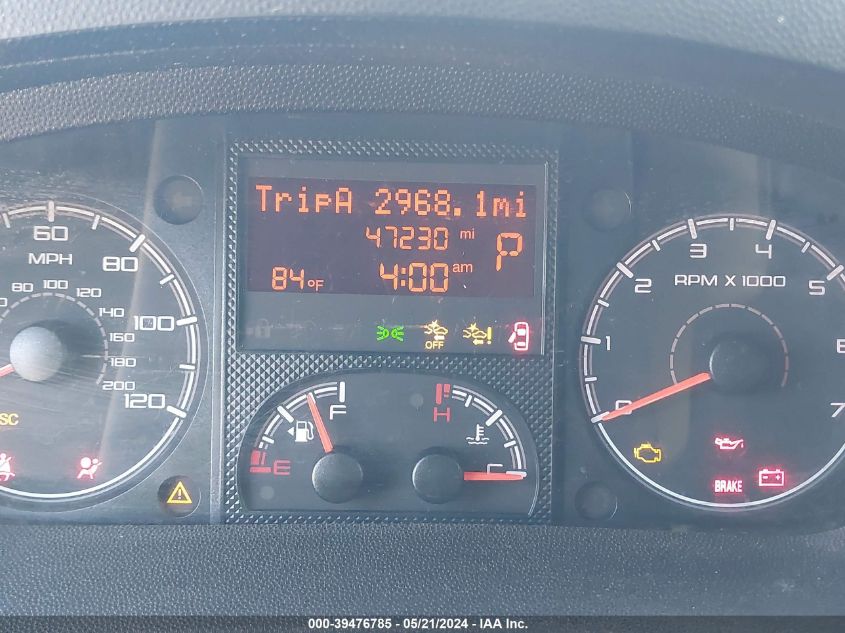 TripA 2968.1mi
47230 mi
P
84°F 4:00 am
OFF
60
MPH
80
100
120
80 100 120
140
160
180
200
SC
F
E
H
C
0
1
2
3
4
5
7
RPM X 1000
BRAKE
000-39476785 - 05/21/2024 - IAA Inc.